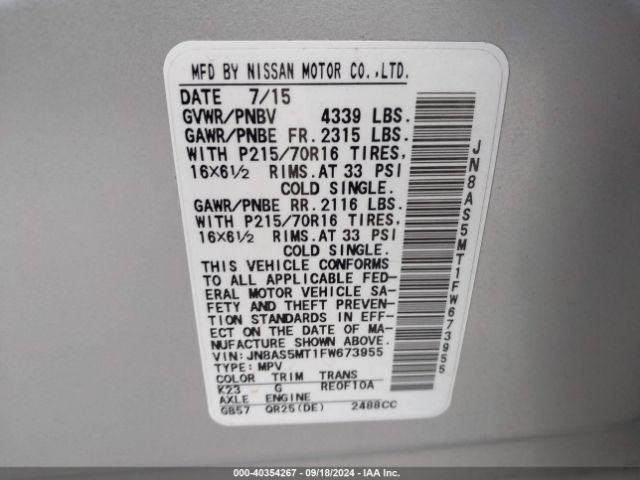 MFD BY NISSAN MOTOR CO.,LTD.
DATE 7/15
GVWR/PNBV 4339 LBS.
GAWR/PNBE FR. 2315 LBS.
WITH P215/70R16 TIRES,
16X6½ RIMS.AT 33 PSI
COLD SINGLE.
GAWR/PNBE RR. 2116 LBS.
WITH P215/70R16 TIRES,
16X6½ RIMS.AT 33 PSI
COLD SINGLE.
THIS VEHICLE CONFORMS
TO ALL APPLICABLE FED-
ERAL MOTOR VEHICLE SA-
FETY AND THEFT PREVEN-
TION STANDARDS IN EFF-
ECT ON THE DATE OF MA-
NUFACTURE SHOWN ABOVE.
VIN: JN8AS5MT1FW673955
TYPE: MPV
COLOR TRIM TRANS
K23 G RE0F10A
AXLE ENGINE
GB57 QR25(DE) 2488CC
JN8AS5MT1FW673955
000-40354267 - 09/18/2024 - IAA Inc.